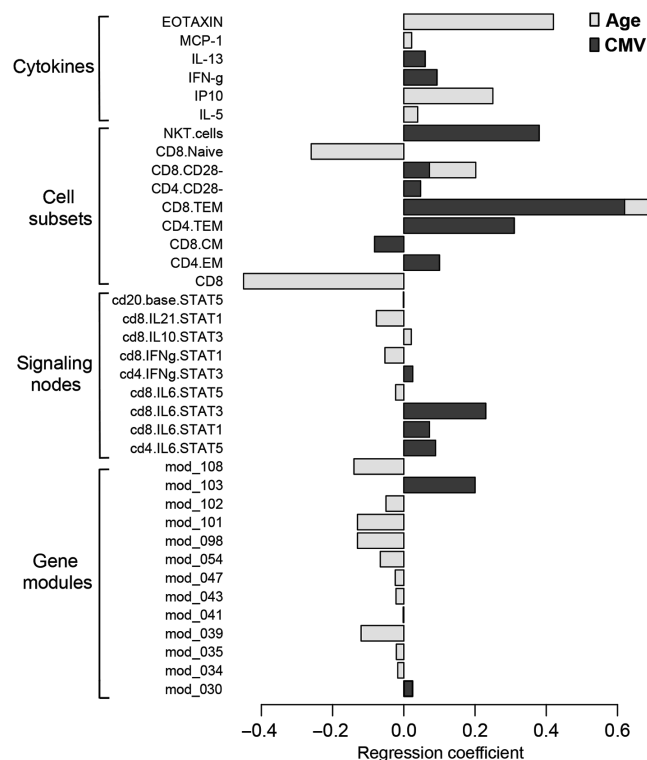 Age
CMV
Cytokines
EOTAXIN
MCP-1
IL-13
IFN-g
IP10
IL-5
Cell
subsets
NKT.cells
CD8.Naive
CD8.CD28-
CD4.CD28-
CD8.TEM
CD4.TEM
CD8.CM
CD4.EM
CD8
Signaling
nodes
cd20.base.STAT5
cd8.IL21.STAT1
cd8.IL10.STAT3
cd8.IFNg.STAT1
cd4.IFNg.STAT3
cd8.IL6.STAT5
cd8.IL6.STAT3
cd8.IL6.STAT1
cd4.IL6.STAT5
Gene
modules
mod_108
mod_103
mod_102
mod_101
mod_098
mod_054
mod_047
mod_043
mod_041
mod_039
mod_035
mod_034
mod_030
−0.4 −0.2 0.0 0.2 0.4 0.6
Regression coefficient